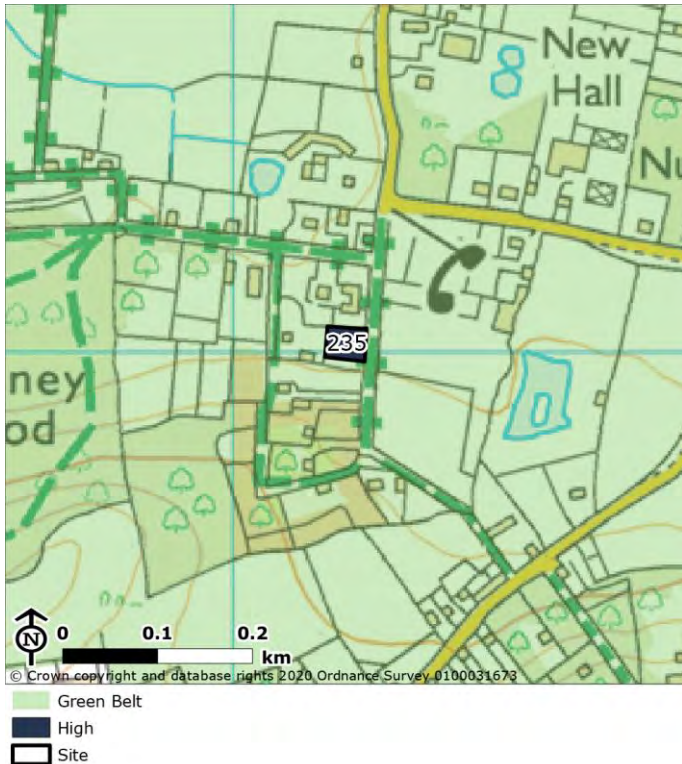 New
Hall
Nu
235
ney
od
N
0 0.1 0.2
km
© Crown copyright and database rights 2020 Ordnance Survey 0100031673
Green Belt
High
Site